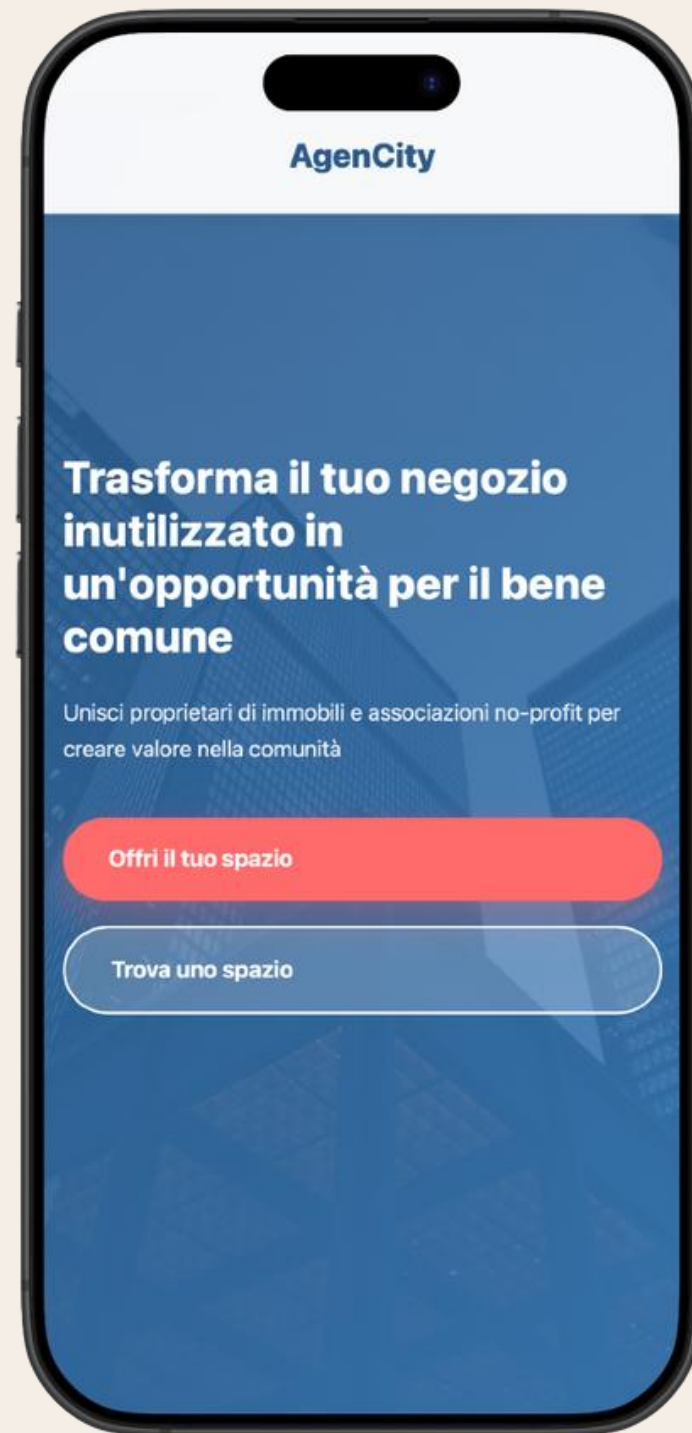 AgenCity
Trasforma il tuo negozio
inutilizzato in
un'opportunità per il bene
comune
Unisci proprietari di immobili e associazioni no-profit per
creare valore nella comunità
Offri il tuo spazio
Trova uno spazio